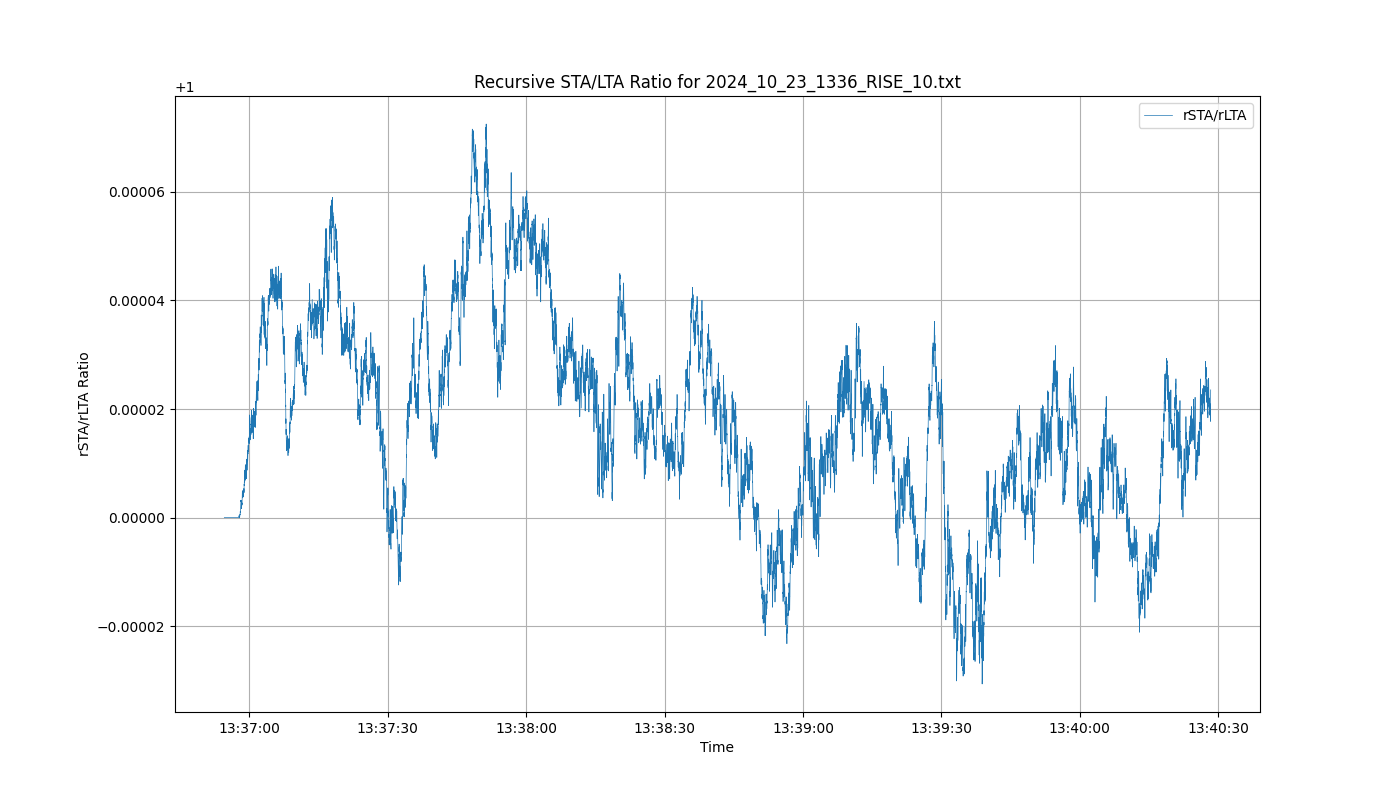 Recursive STA/LTA Ratio for 2024_10_23_1336_RISE_10.txt
+1
rSTA/rLTA
0.00006
0.00004
0.00002
0.00000
−0.00002
rSTA/rLTA Ratio
13:37:00 13:37:30 13:38:00 13:38:30 13:39:00 13:39:30 13:40:00 13:40:30
Time